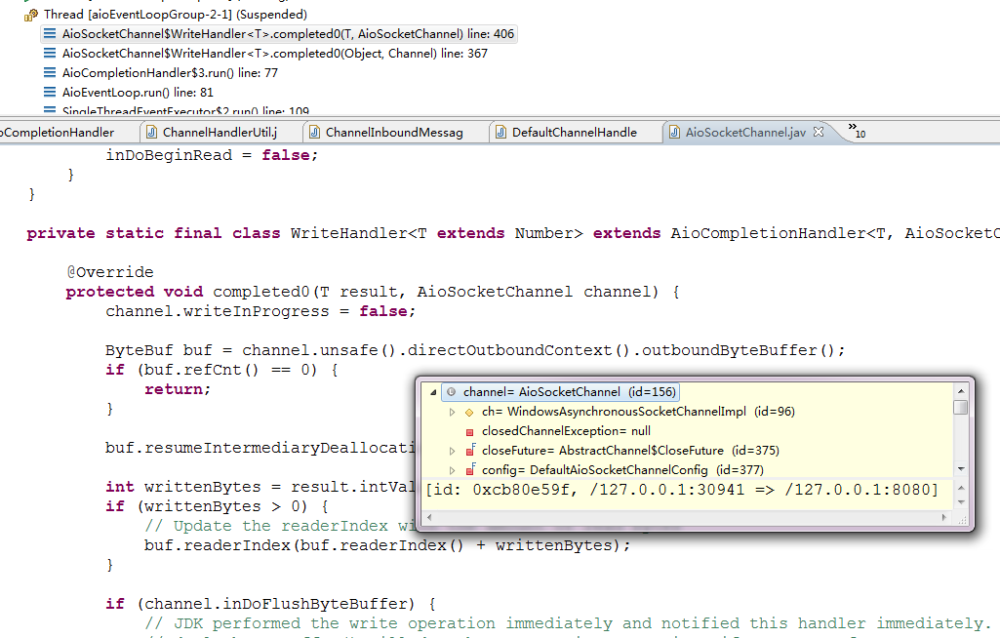 Thread [aioEventLoopGroup-2-1] (Suspended)
AioSocketChannel$WriteHandler<T>.completed0(T, AioSocketChannel) line: 406
AioSocketChannel$WriteHandler<T>.completed0(Object, Channel) line: 367
AioCompletionHandler$3.run() line: 77
AioEventLoop.run() line: 81
SingleThreadEventExecutor$2.run() line: 109
oCompletionHandler ChannelHandlerUtil.j ChannelInboundMessag DefaultChannelHandle AioSocketChannel.jav »10
inDoBeginRead = false;
}
}
private static final class WriteHandler<T extends Number> extends AioCompletionHandler<T, AioSocketC
@Override
protected void completed0(T result, AioSocketChannel channel) {
channel.writeInProgress = false;
ByteBuf buf = channel.unsafe().directOutboundContext().outboundByteBuffer();
if (buf.refCnt() == 0) {
return;
}
buf.resumeIntermediaryDeallocati
int writtenBytes = result.intVal
if (writtenBytes > 0) {
// Update the readerIndex wi
buf.readerIndex(buf.readerIndex() + writtenBytes);
}
if (channel.inDoFlushByteBuffer) {
// JDK performed the write operation immediately and notified this handler immediately.
channel= AioSocketChannel (id=156)
ch= WindowsAsynchronousSocketChannelImpl (id=96)
closedChannelException= null
closeFuture= AbstractChannel$CloseFuture (id=375)
config= DefaultAioSocketChannelConfig (id=377)
[id: 0xcb80e59f, /127.0.0.1:30941 => /127.0.0.1:8080]